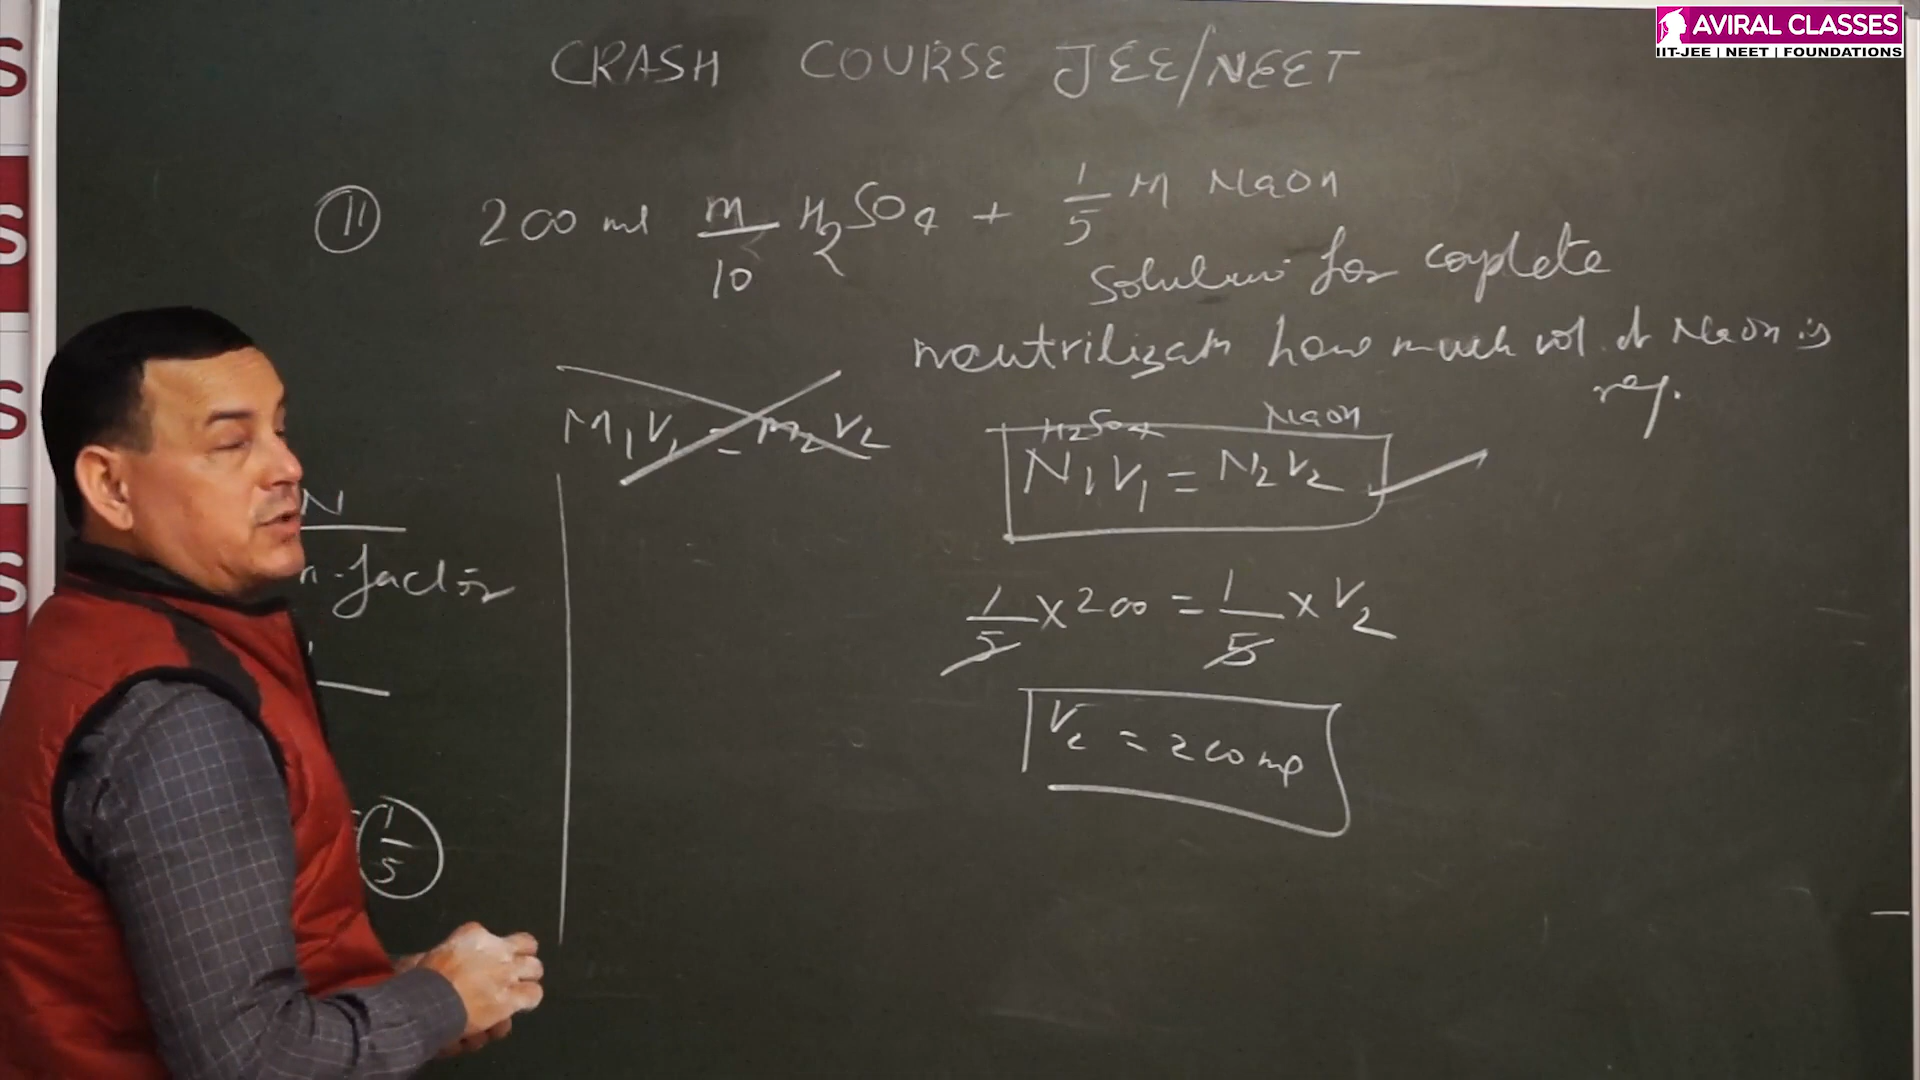 AVIRAL CLASSES
IIT-JEE | NEET | FOUNDATIONS
CRASH COURSE JEE/NEET
(11) 200 ml M/10 H2SO4 + 1/5 M NaOH
Solution for coplete
neutrilizatn how much vol. of NaOH is
req.
M1V1 = M2V2
H2SO4 NaOH
N1V1 = N2V2
N
n-factor
1/5 x 200 = 1/5 x V2
V2 = 200 ml
= 1/5
S
S
S
S